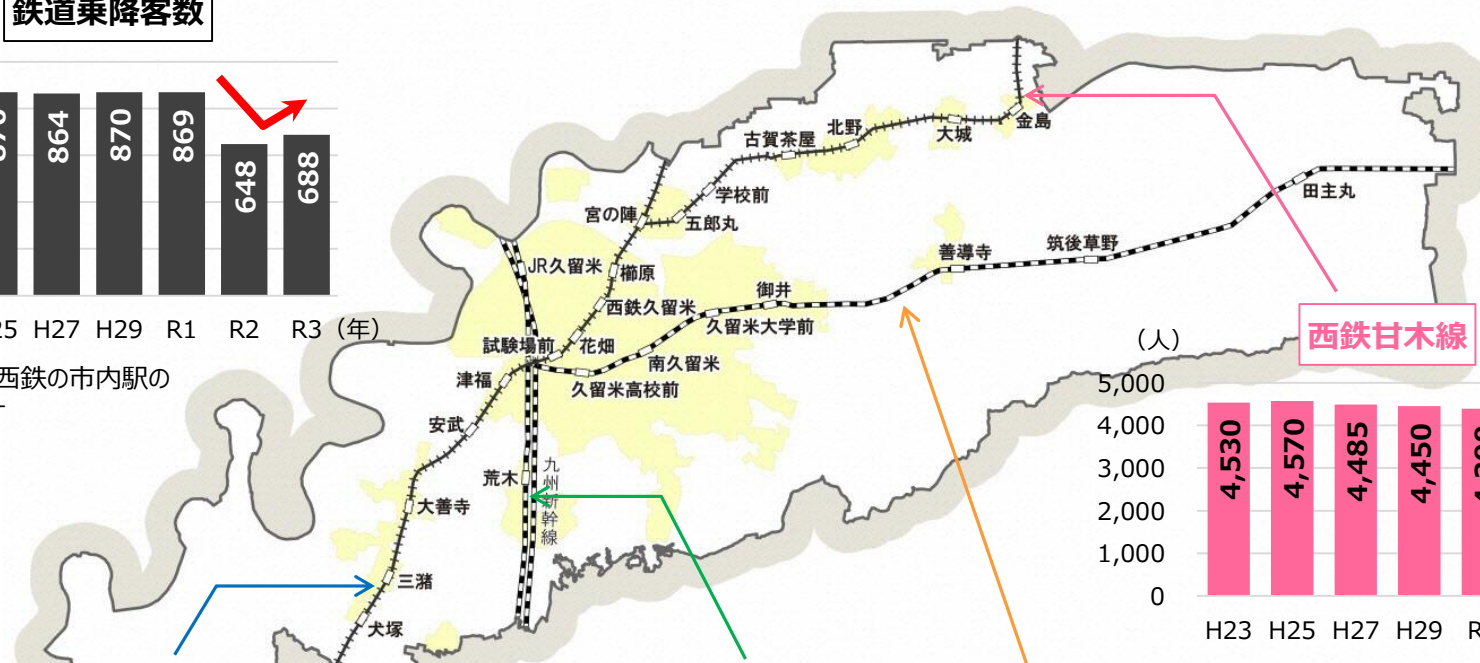 鉄道乗降客数
864
870
869
648
688
H27 H29 R1 R2 R3 (年)
西鉄の市内駅の
金島
大城
北野
古賀茶屋
学校前
五郎丸
宮の陣
田主丸
筑後草野
善導寺
JR久留米
櫛原
御井
西鉄久留米
久留米大学前
試験場前
花畑
南久留米
津福
久留米高校前
安武
荒木
九州新幹線
大善寺
三潴
犬塚
西鉄甘木線
(人)
5,000
4,000
3,000
2,000
1,000
0
4,530
4,570
4,485
4,450
H23 H25 H27 H29